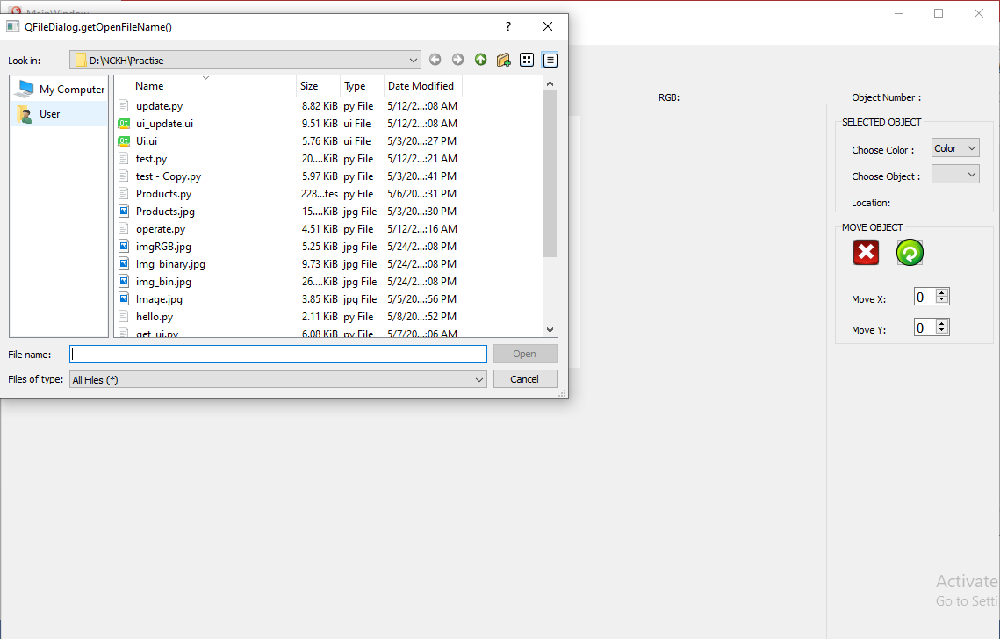 MainWindow
QFileDialog.getOpenFileName()
?
Look in: D:\NCKH\Practise
My Computer
User
Name Size Type Date Modified
update.py 8.82 KiB py File 5/12/2...:08 AM
ui_update.ui 9.51 KiB ui File 5/12/2...:08 AM
Ui.ui 5.76 KiB ui File 5/3/20...:27 PM
test.py 20....KiB py File 5/12/2...:21 AM
test - Copy.py 5.97 KiB py File 5/3/20...:41 PM
Products.py 228...tes py File 5/6/20...:31 PM
Products.jpg 15....KiB jpg File 5/3/20...:30 PM
operate.py 4.51 KiB py File 5/12/2...:16 AM
imgRGB.jpg 5.25 KiB jpg File 5/24/2...:08 PM
Img_binary.jpg 9.73 KiB jpg File 5/24/2...:08 PM
img_bin.jpg 26....KiB jpg File 5/24/2...:08 PM
Image.jpg 3.85 KiB jpg File 5/5/20...:56 PM
hello.py 2.11 KiB py File 5/8/20...:52 PM
get_ui.py 6.08 KiB py File 5/7/20...:06 AM
File name: Open
Files of type: All Files (*) Cancel
RGB:
Object Number :
SELECTED OBJECT
Choose Color : Color
Choose Object :
Location:
MOVE OBJECT
Move X: 0
Move Y: 0
Activate
Go to Setti